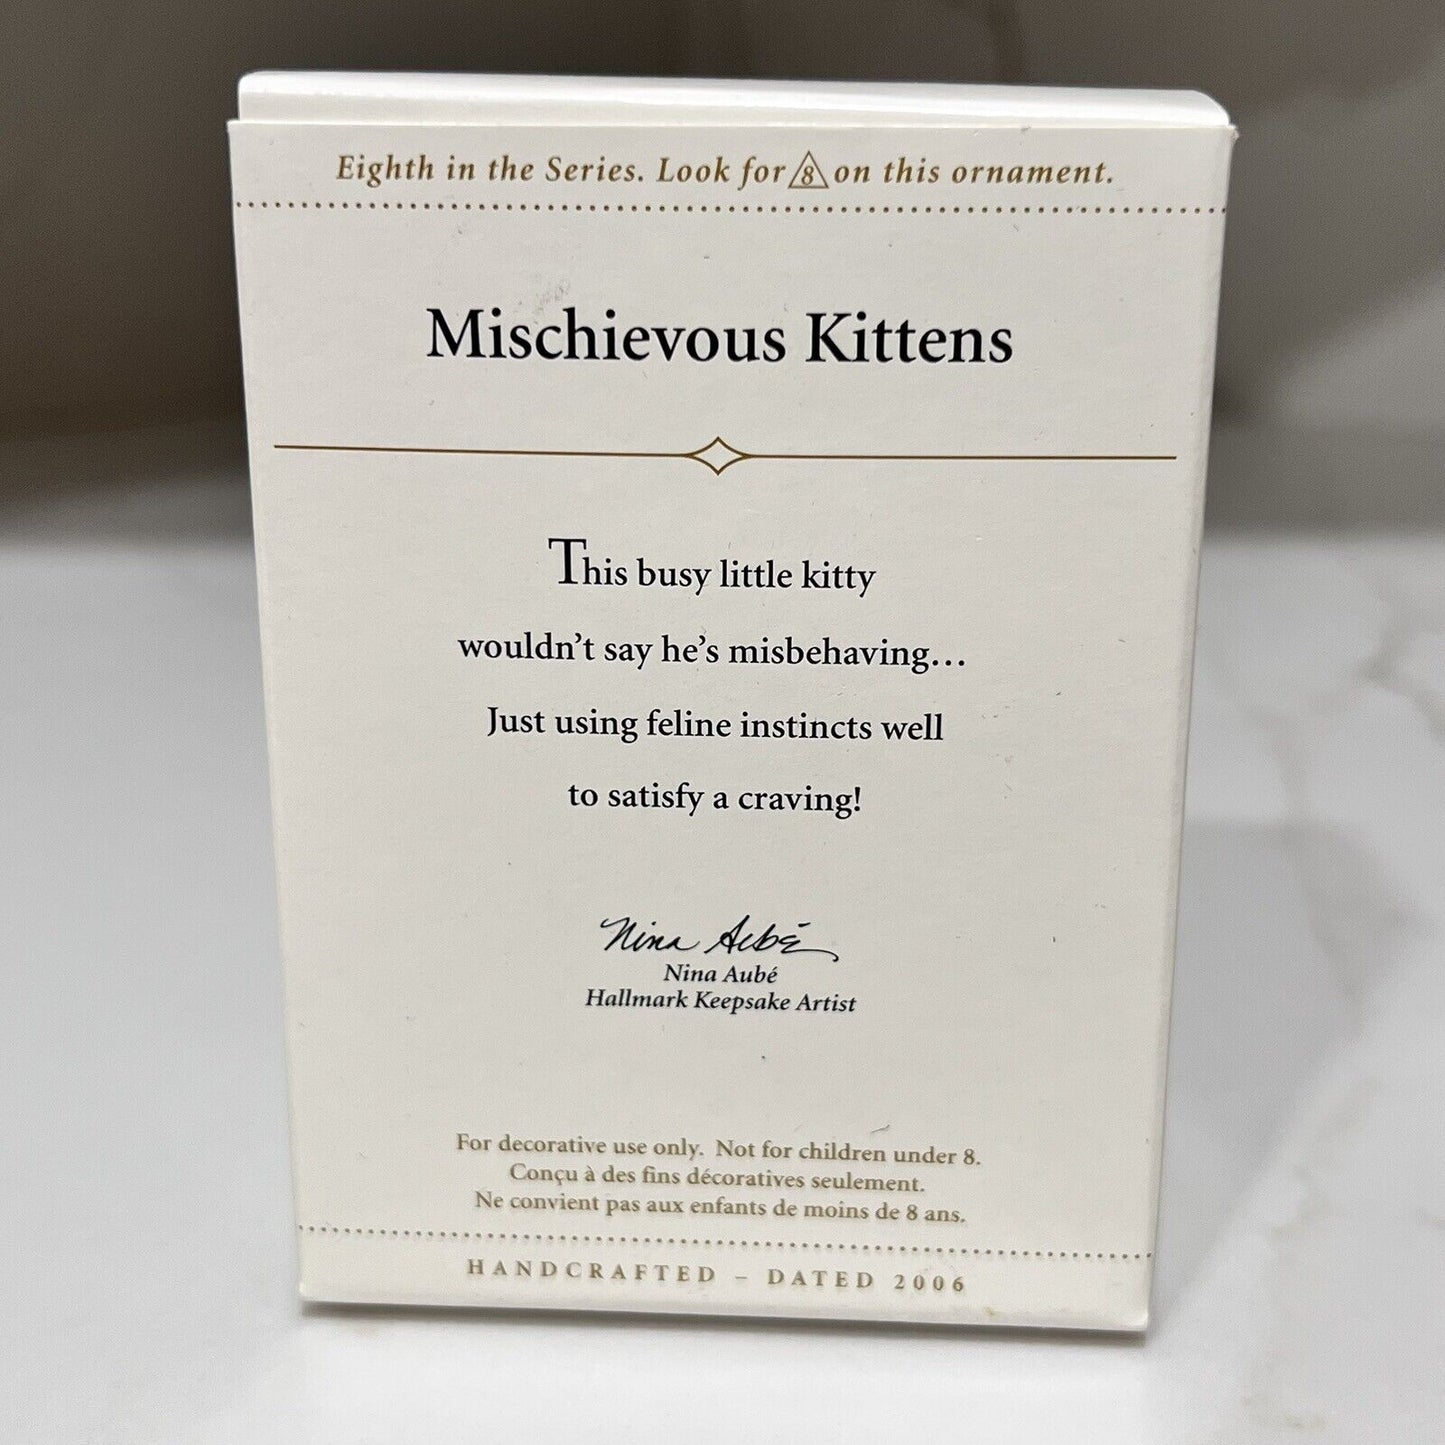 Eighth in the Series. Look for 8 on this ornament.
Mischievous Kittens
This busy little kitty
wouldn't say he's misbehaving...
Just using feline instincts well
to satisfy a craving!
Nina Aubé
Nina Aubé
Hallmark Keepsake Artist
For decorative use only.  Not for children under 8.
Conçu à des fins décoratives seulement.
Ne convient pas aux enfants de moins de 8 ans.
HANDCRAFTED – DATED 2006